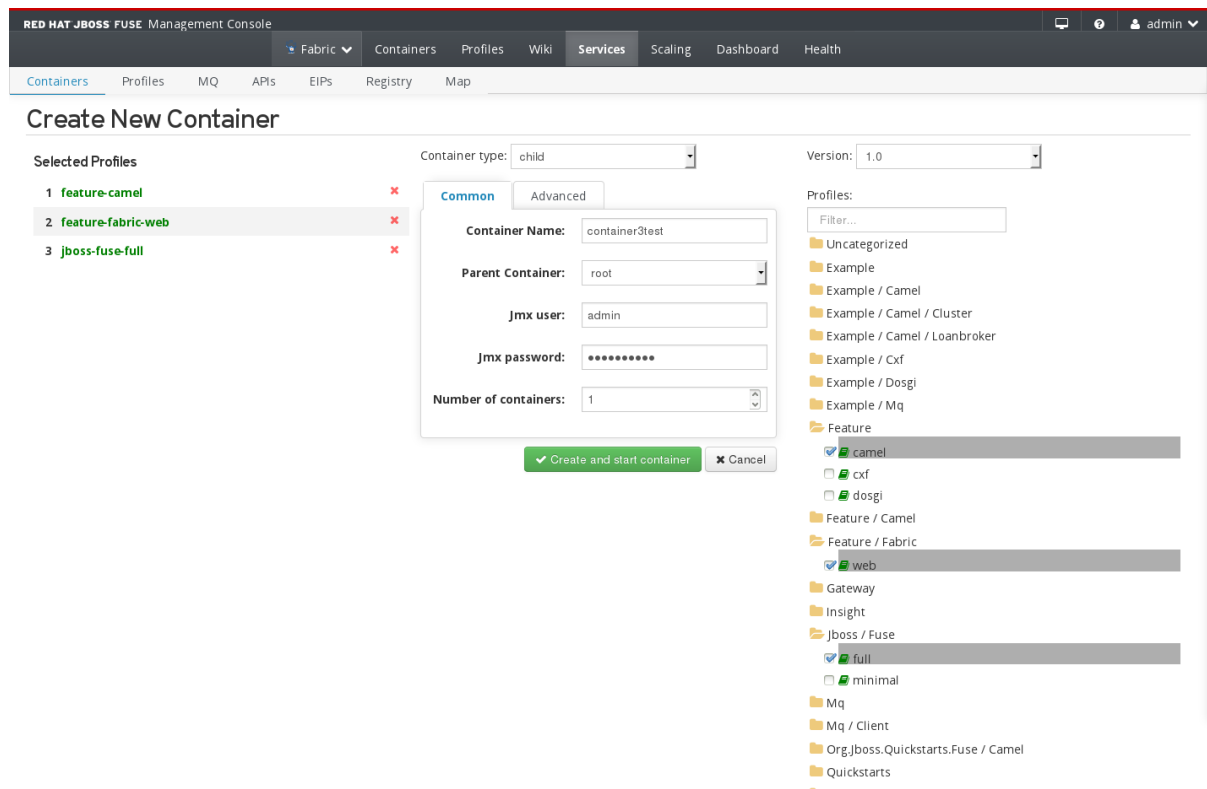 RED HAT JBOSS FUSE Management Console
admin
Fabric Containers Profiles Wiki Services Scaling Dashboard Health
Containers Profiles MQ APIs EIPs Registry Map
Create New Container
Selected Profiles
1 feature-camel
2 feature-fabric-web
3 jboss-fuse-full
Container type: child
Common Advanced
Container Name: container3test
Parent Container: root
Jmx user: admin
Jmx password: ••••••••••
Number of containers: 1
Create and start container Cancel
Version: 1.0
Profiles:
Filter...
Uncategorized
Example
Example / Camel
Example / Camel / Cluster
Example / Camel / Loanbroker
Example / Cxf
Example / Dosgi
Example / Mq
Feature
camel
cxf
dosgi
Feature / Camel
Feature / Fabric
web
Gateway
Insight
Jboss / Fuse
full
minimal
Mq
Mq / Client
Org.Jboss.Quickstarts.Fuse / Camel
Quickstarts